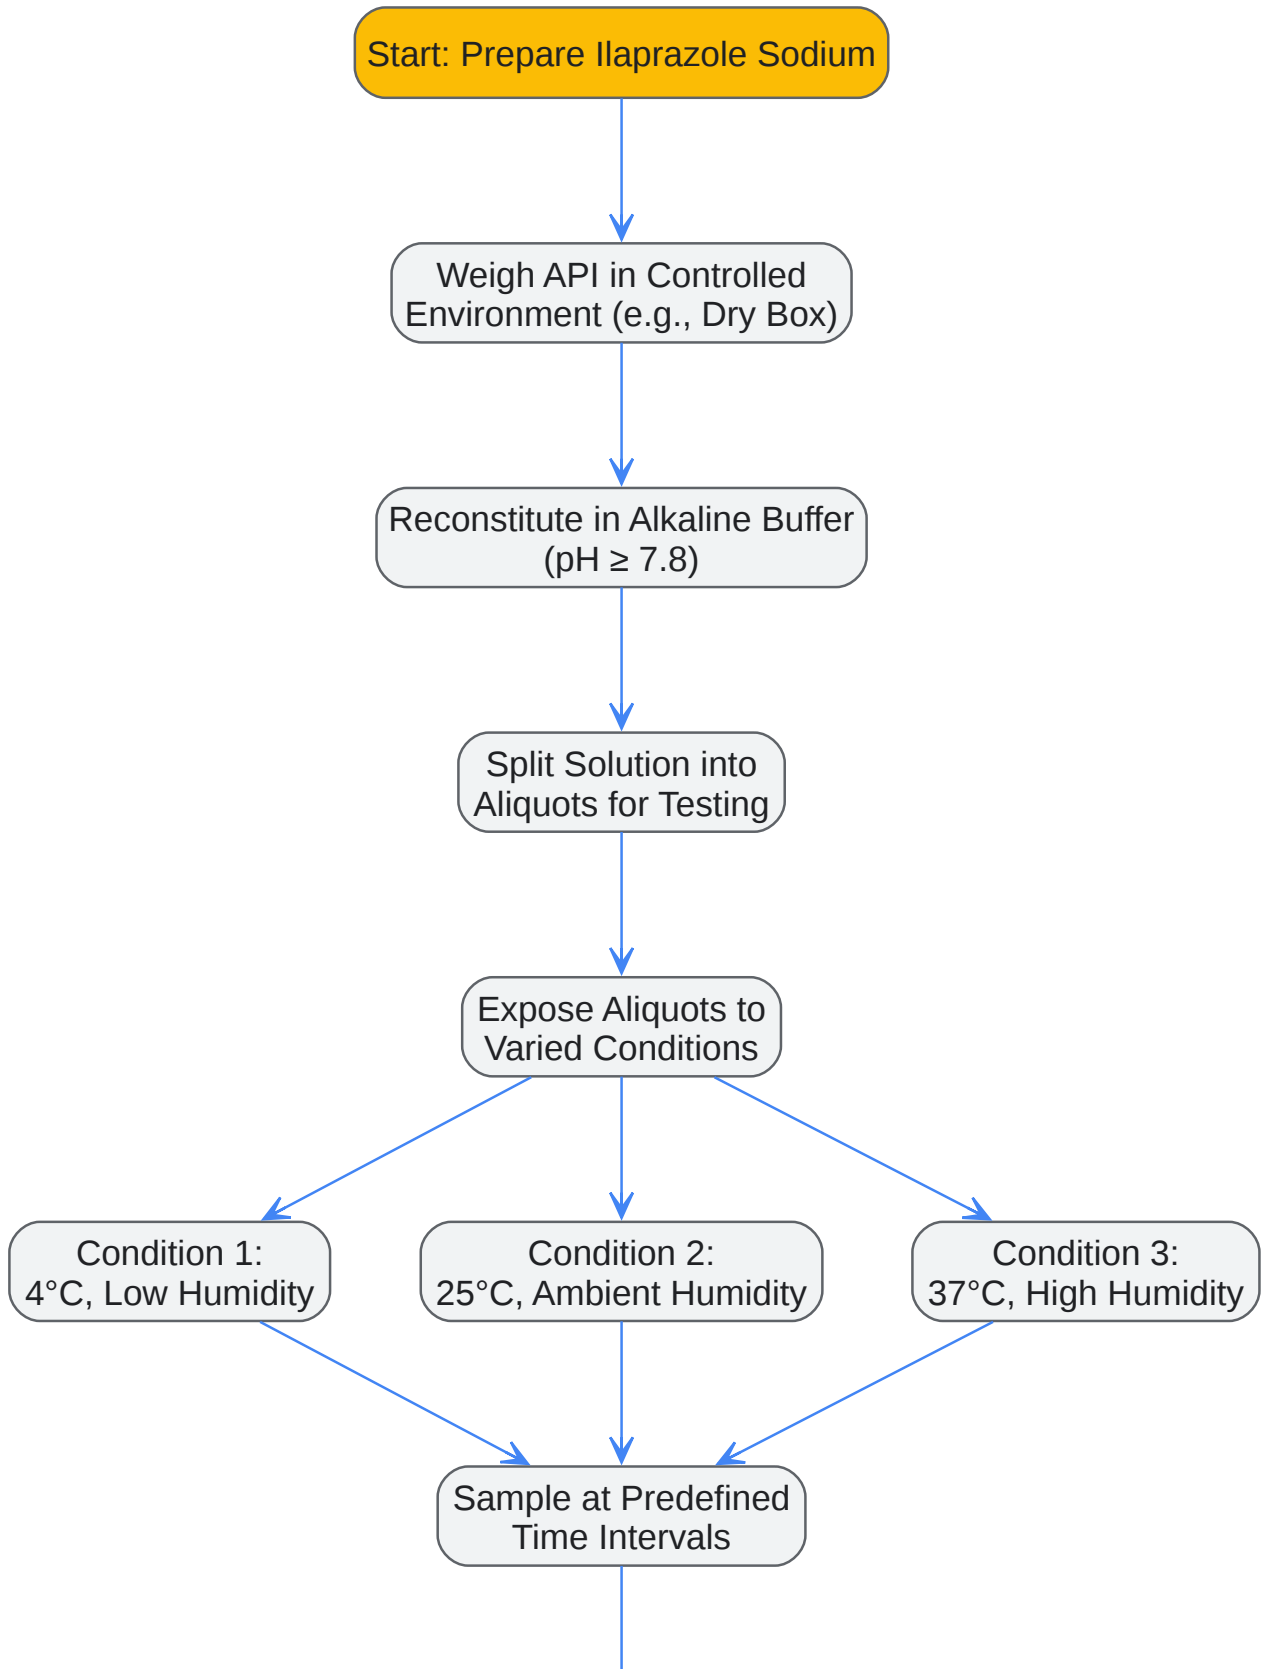 Start: Prepare Ilaprazole Sodium
Weigh API in Controlled
Environment (e.g., Dry Box)
Reconstitute in Alkaline Buffer
(pH ≥ 7.8)
Split Solution into
Aliquots for Testing
Expose Aliquots to
Varied Conditions
Condition 1:
4°C, Low Humidity
Condition 2:
25°C, Ambient Humidity
Condition 3:
37°C, High Humidity
Sample at Predefined
Time Intervals